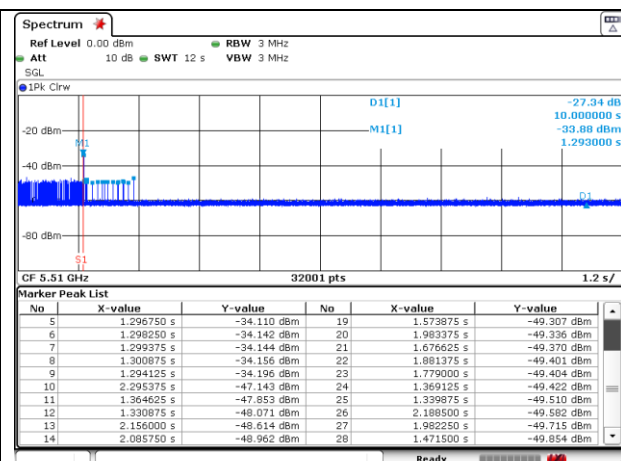 Spectrum
Ref Level 0.00 dBm RBW 3 MHz
Att 10 dB SWT 12 s VBW 3 MHz
SGL
1Pk Clrw
D1[1] -27.34 dB
10.000000 s
M1[1] -33.88 dBm
1.293000 s
-20 dBm
M1
-40 dBm
D1
-80 dBm
S1
CF 5.51 GHz 32001 pts 1.2 s/
Marker Peak List
No X-value Y-value No X-value Y-value
5 1.296750 s -34.110 dBm 19 1.573875 s -49.307 dBm
6 1.298250 s -34.142 dBm 20 1.983375 s -49.336 dBm
7 1.299375 s -34.144 dBm 21 1.676625 s -49.370 dBm
8 1.300875 s -34.156 dBm 22 1.881375 s -49.401 dBm
9 1.294125 s -34.196 dBm 23 1.779000 s -49.404 dBm
10 2.295375 s -47.143 dBm 24 1.369125 s -49.422 dBm
11 1.364625 s -47.853 dBm 25 1.339875 s -49.510 dBm
12 1.330875 s -48.071 dBm 26 2.188500 s -49.582 dBm
13 2.156000 s -48.614 dBm 27 1.982250 s -49.715 dBm
14 2.085750 s -48.962 dBm 28 1.471500 s -49.854 dBm
Ready